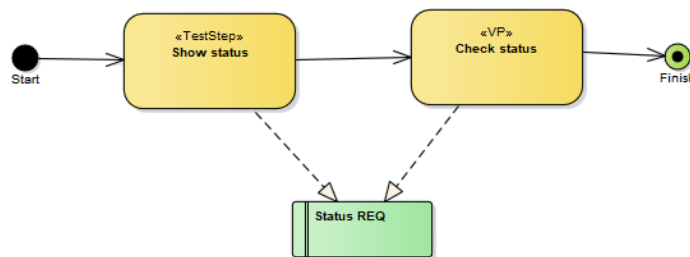 «TestStep»
Show status
«VP»
Check status
Start
Finish
Status REQ